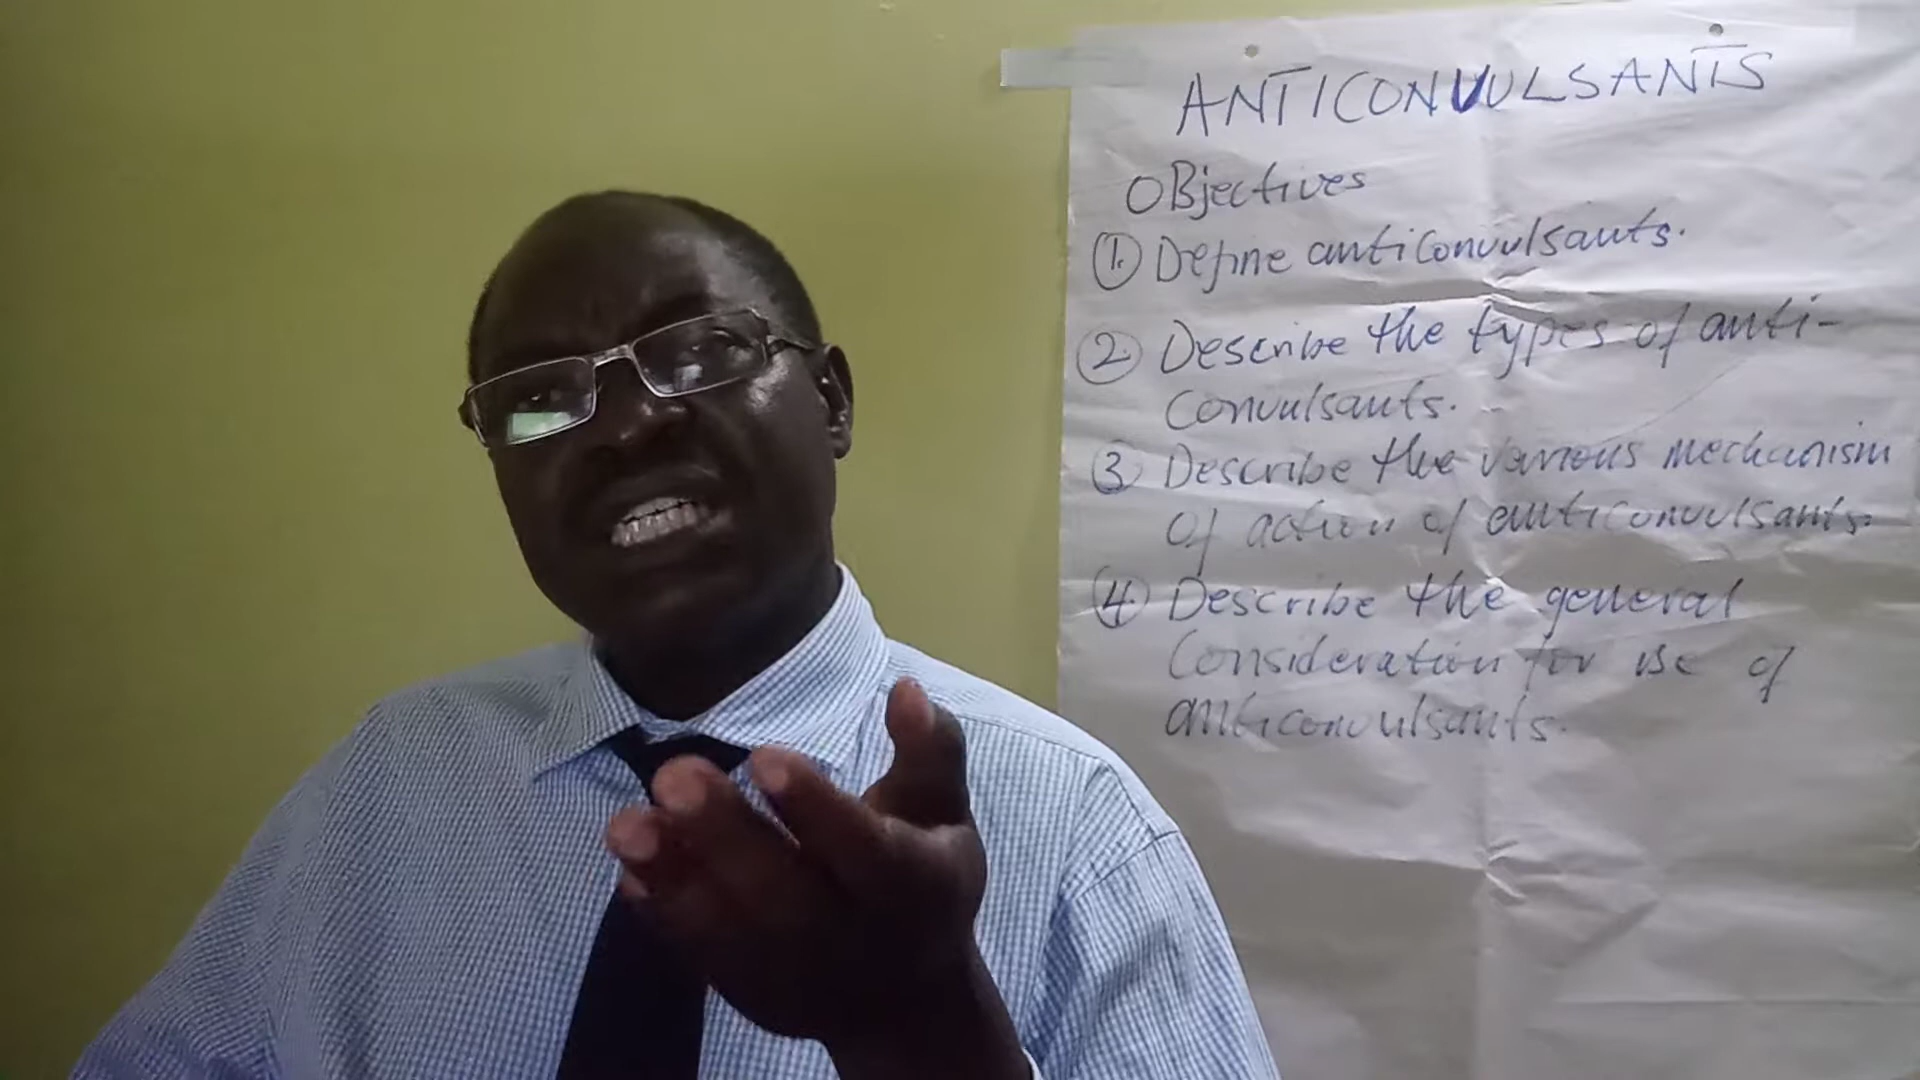 ANTICONVULSANTS
OBjectives
1. Define anticonvulsants.
2. Describe the types of anti-
convulsants.
3 Describe the various mechanism
of action of anticonvulsants.
4. Describe the general
Consideration for use of
anticonvulsants.